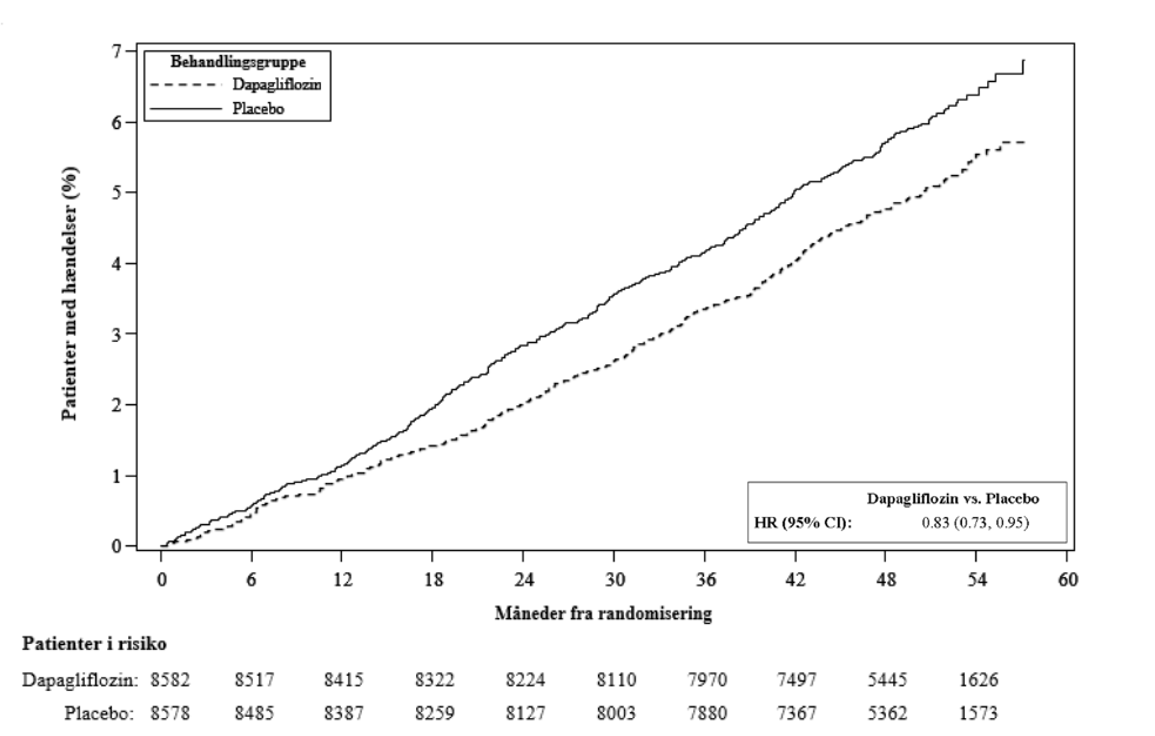 7
Behandlingsgruppe
Dapagliflozin
Placebo
6
5
4
3
2
1
0
Patienter med hændelser (%)
Dapagliflozin vs. Placebo
HR (95% CI): 0.83 (0.73, 0.95)
0 6 12 18 24 30 36 42 48 54 60
Måneder fra randomisering
Patienter i risiko
Dapagliflozin: 8582 8517 8415 8322 8224 8110 7970 7497 5445 1626
Placebo: 8578 8485 8387 8259 8127 8003 7880 7367 5362 1573